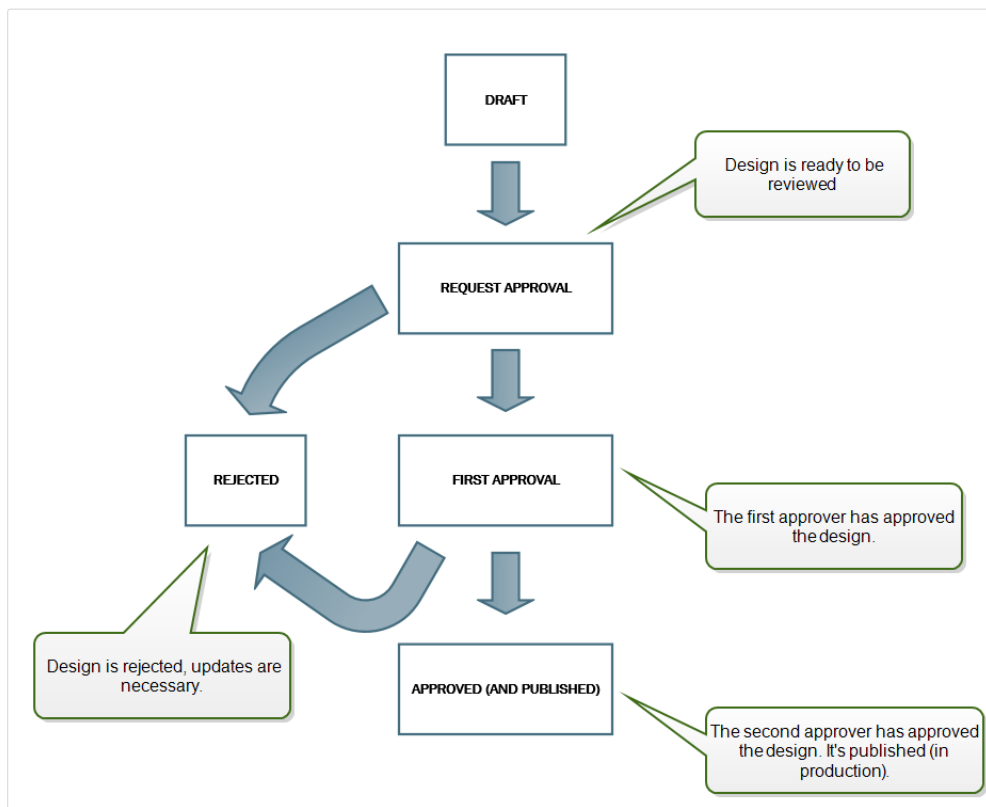 DRAFT
Design is ready to be
reviewed
REQUEST APPROVAL
REJECTED
FIRST APPROVAL
The first approver has approved
the design.
Design is rejected, updates are
necessary.
APPROVED (AND PUBLISHED)
The second approver has approved
the design. It's published (in
production).